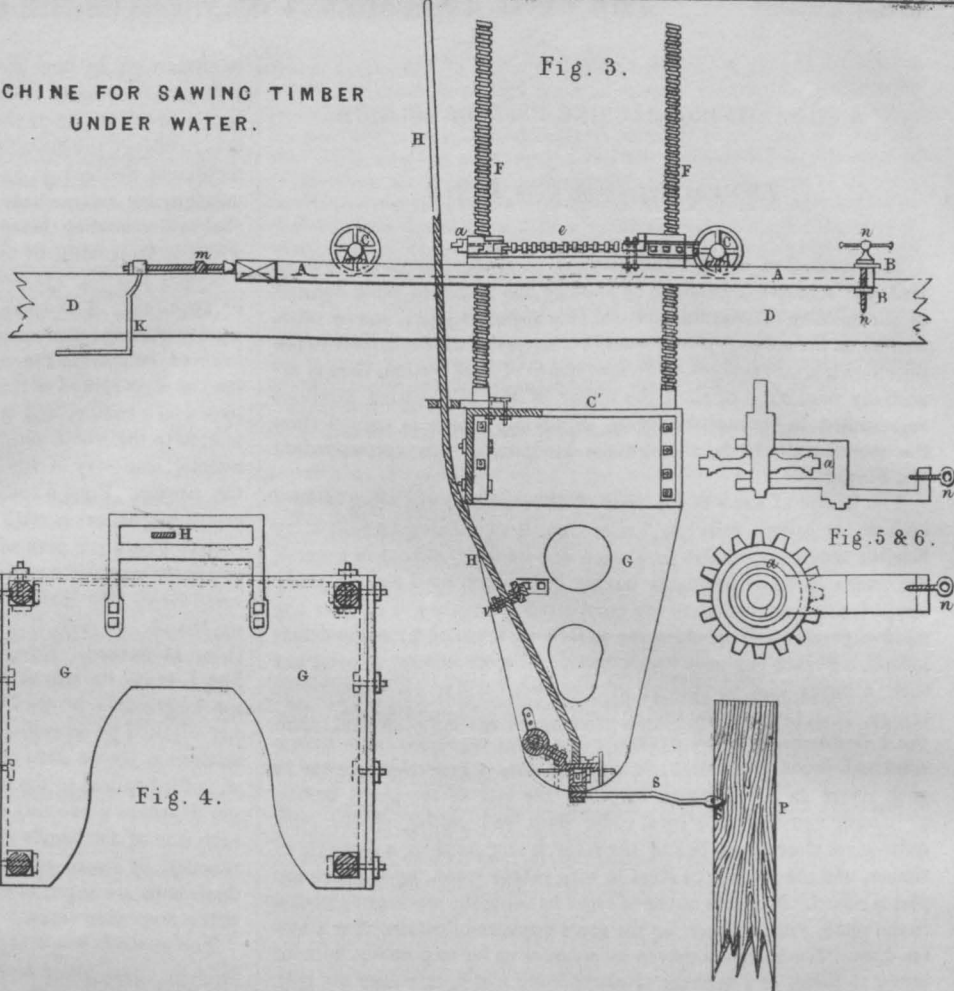 Fig. 3.
CHINE FOR SAWING TIMBER
UNDER WATER.
H
F
F
a
e
n
m
A
A
B
B
D
K
D
n
C'
a
n
H
Fig. 5 & 6.
H
G
a
n
v
G
G
Fig. 4.
S
P